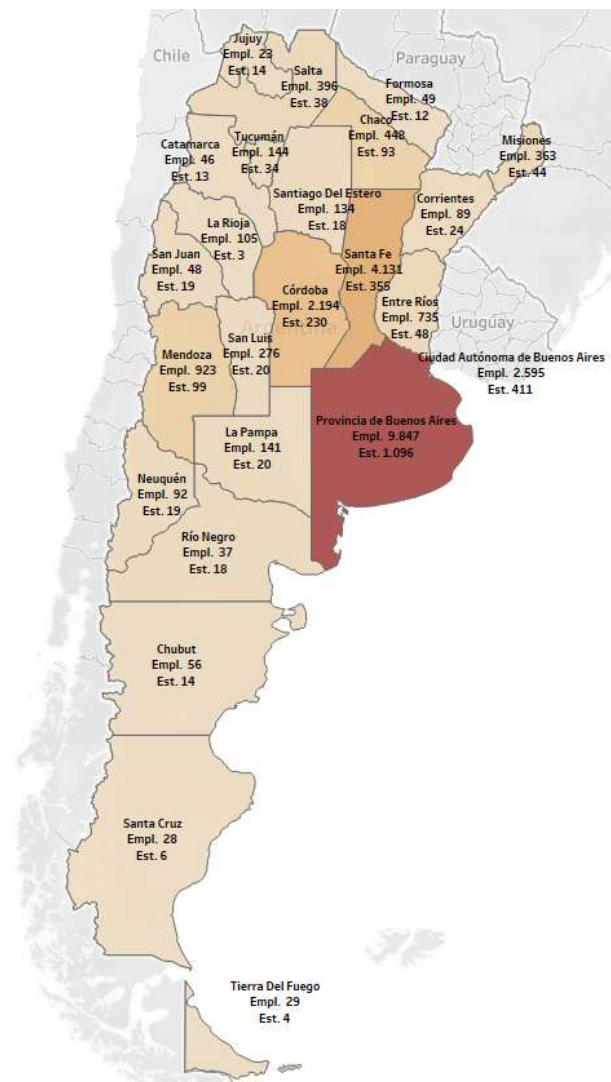 Jujuy
Empl. 23
Est. 14
Chile
Salta
Empl. 396
Est. 38
Paraguay
Formosa
Empl. 49
Est. 12
Chaco
Empl. 448
Est. 93
Misiones
Empl. 363
Est. 44
Catamarca
Empl. 46
Est. 13
Tucumán
Empl. 144
Est. 34
Santiago Del Estero
Empl. 134
Est. 18
Corrientes
Empl. 89
Est. 24
La Rioja
Empl. 105
Est. 3
San Juan
Empl. 48
Est. 19
Santa Fe
Empl. 4.131
Est. 355
Córdoba
Empl. 2.194
Est. 230
Argentina
Entre Ríos
Empl. 735
Est. 48
Uruguay
San Luis
Empl. 276
Est. 20
Mendoza
Empl. 923
Est. 99
Ciudad Autónoma de Buenos Aires
Empl. 2.595
Est. 411
Provincia de Buenos Aires
Empl. 9.847
Est. 1.096
La Pampa
Empl. 141
Est. 20
Neuquén
Empl. 92
Est. 19
Río Negro
Empl. 37
Est. 18
Chubut
Empl. 56
Est. 14
Santa Cruz
Empl. 28
Est. 6
Tierra Del Fuego
Empl. 29
Est. 4